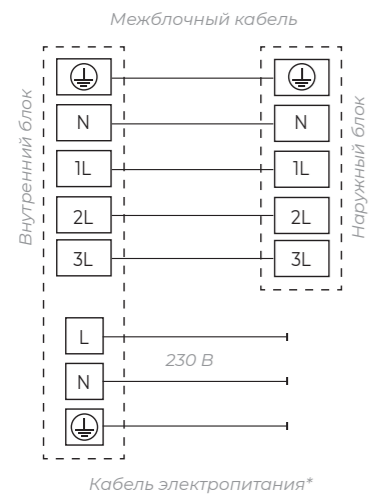 Межблочный кабель
Внутренний блок
Наружный блок
N N
1L 1L
2L 2L
3L 3L
L
230 В
N
Кабель электропитания*